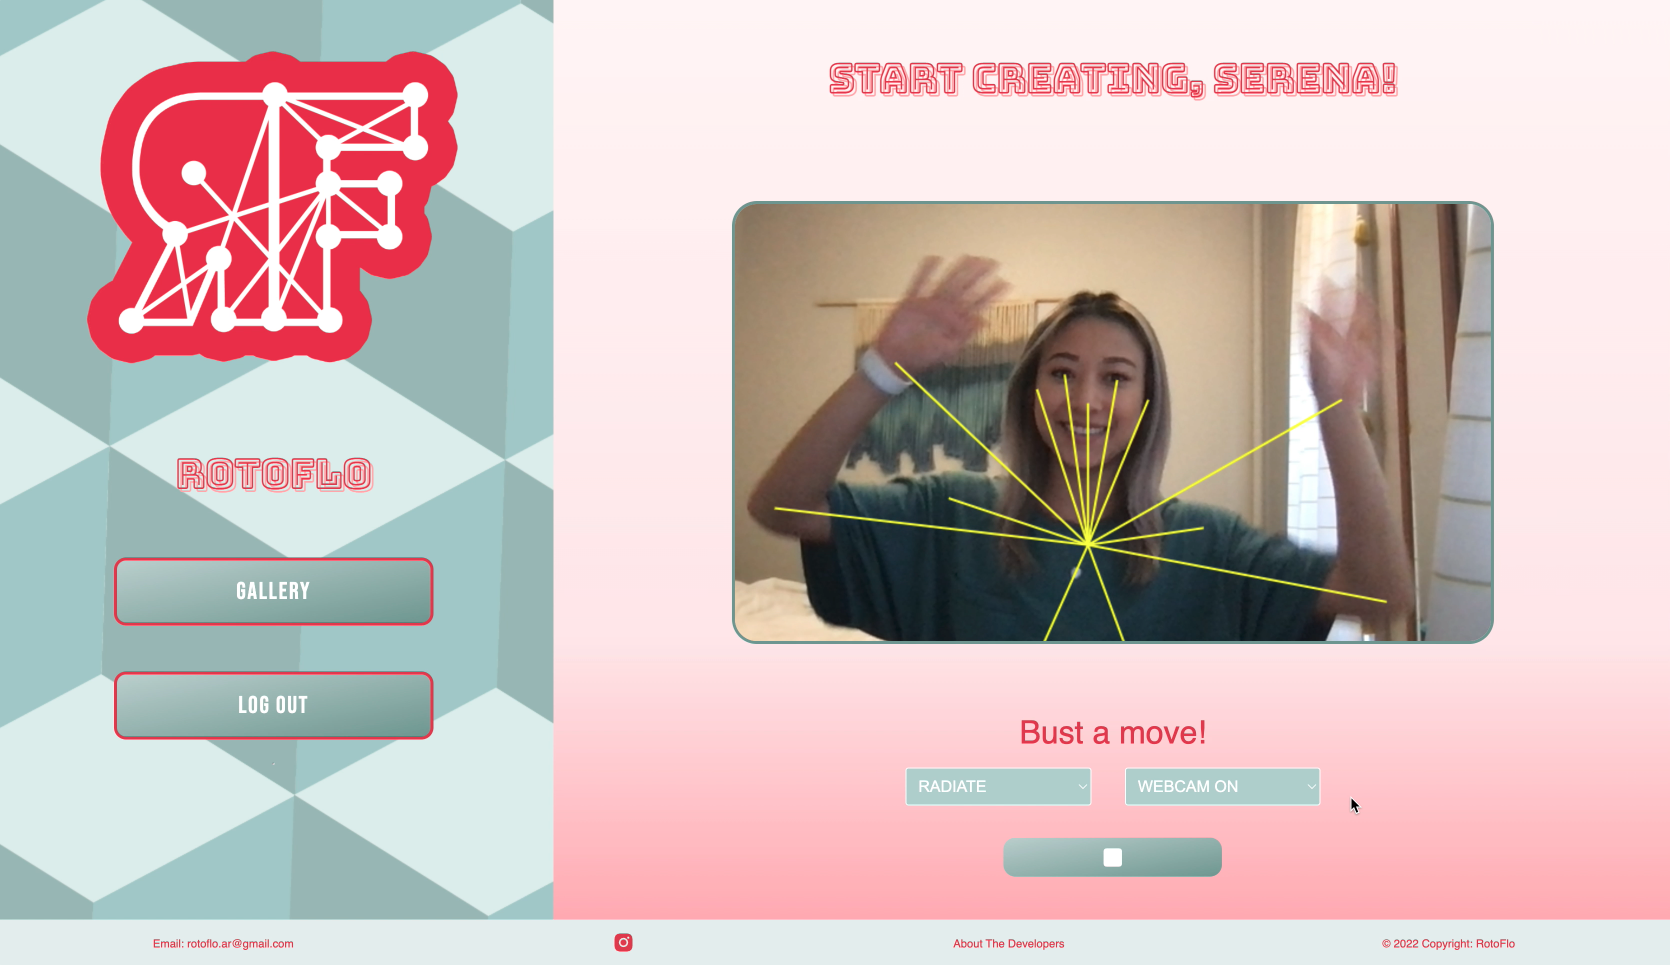 START CREATING, SERENA!
ROTOFLO
GALLERY
LOG OUT
Bust a move!
RADIATE
WEBCAM ON
Email: rotoflo.ar@gmail.com
About The Developers
© 2022 Copyright: RotoFlo